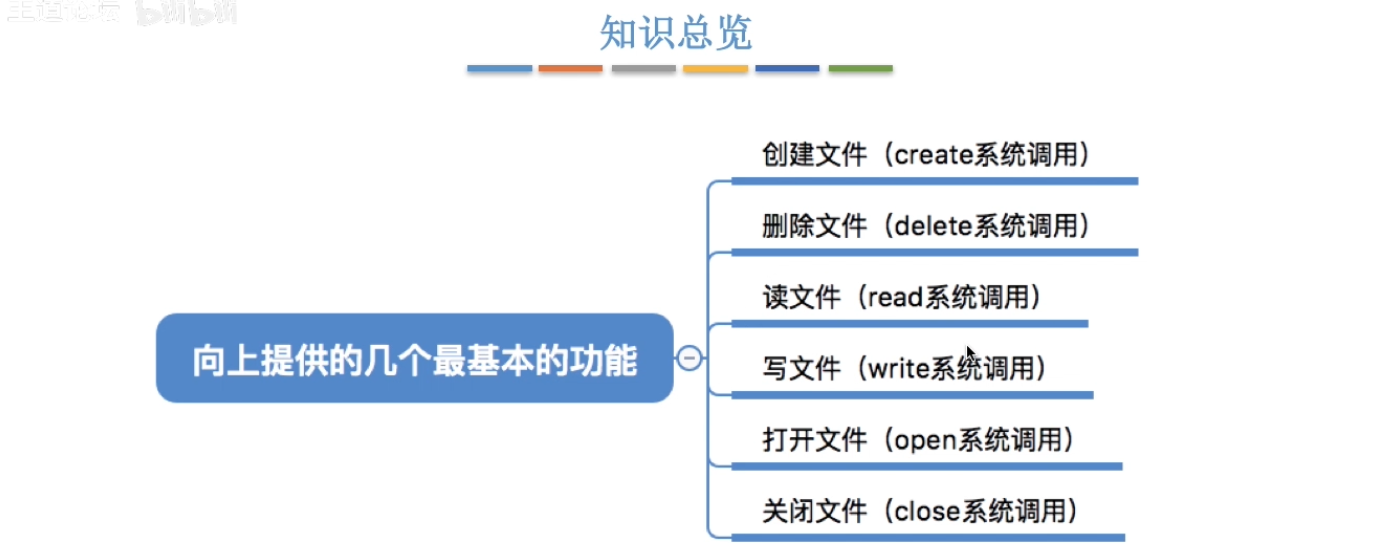 王道论坛 bilibili
知识总览
创建文件（create系统调用）
删除文件（delete系统调用）
读文件（read系统调用）
向上提供的几个最基本的功能
写文件（write系统调用）
打开文件（open系统调用）
关闭文件（close系统调用）